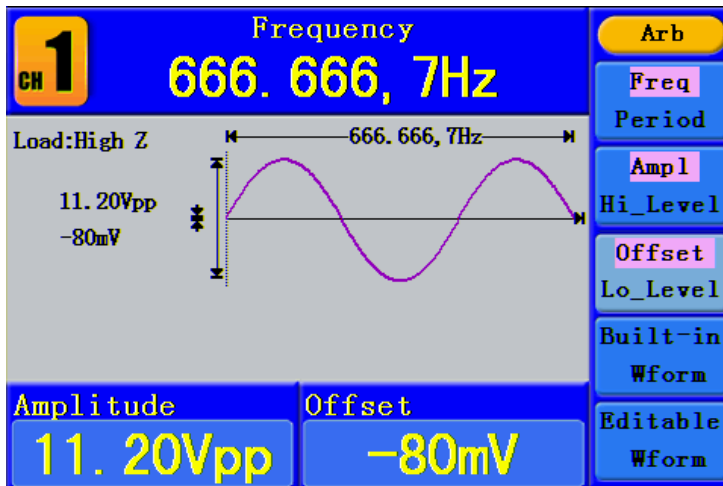 CH 1
Frequency
666.666,7Hz
Load:High Z
666.666,7Hz
11.20Vpp
-80mV
Amplitude
11.20Vpp
Offset
-80mV
Arb
Freq
Period
Ampl
Hi_Level
Offset
Lo_Level
Built-in
Wform
Editable
Wform